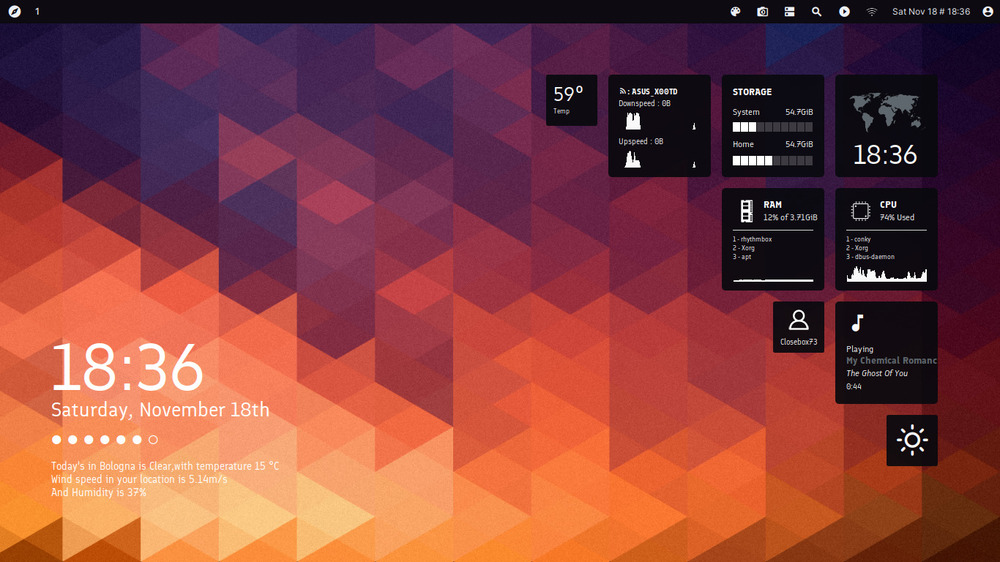 1
Sat Nov 18 # 18:36
59°
Temp
: ASUS_X00TD
Downspeed : 0B
Upspeed : 0B
STORAGE
System 54.7GiB
Home 54.7GiB
18:36
RAM
12% of 3.71GiB
1 - rhythmbox
2 - Xorg
3 - apt
CPU
74% Used
1 - conky
2 - Xorg
3 - dbus-daemon
Closebox73
Playing
My Chemical Romanc
The Ghost Of You
0:44
18:36
Saturday, November 18th
Today's in Bologna is Clear,with temperature 15 °C
Wind speed in your location is 5.14m/s
And Humidity is 37%